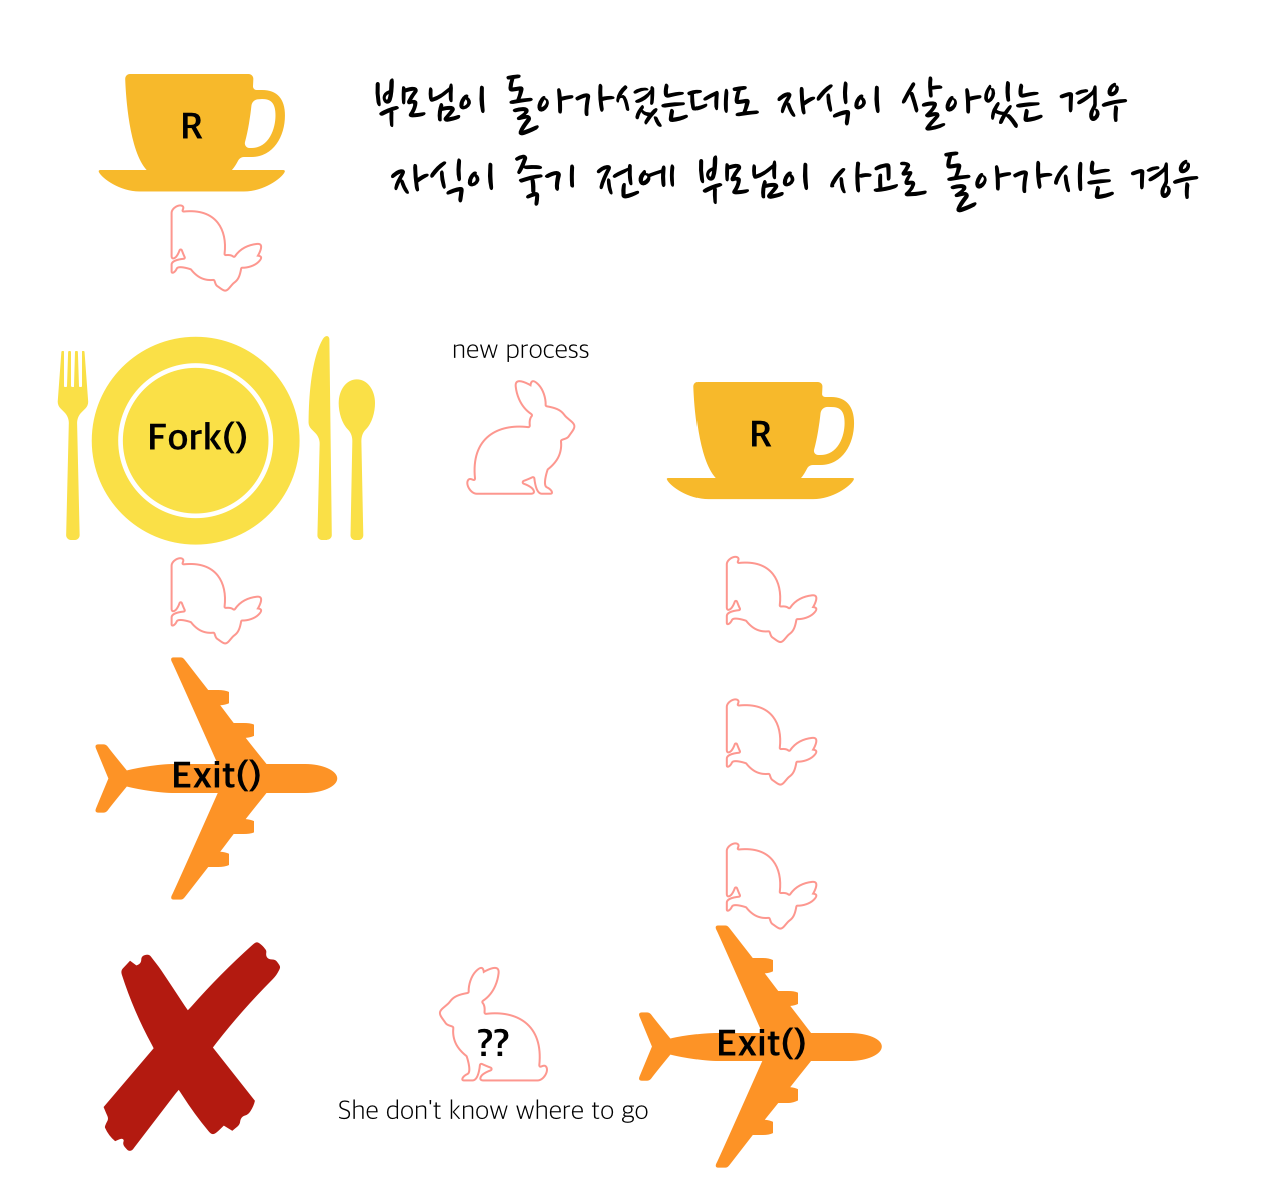 R
부모님이 돌아가셨는데도 자식이 살아있는 경우
자식이 죽기 전에 부모님이 사고로 돌아가시는 경우
new process
Fork()
R
Exit()
??
Exit()
She don't know where to go